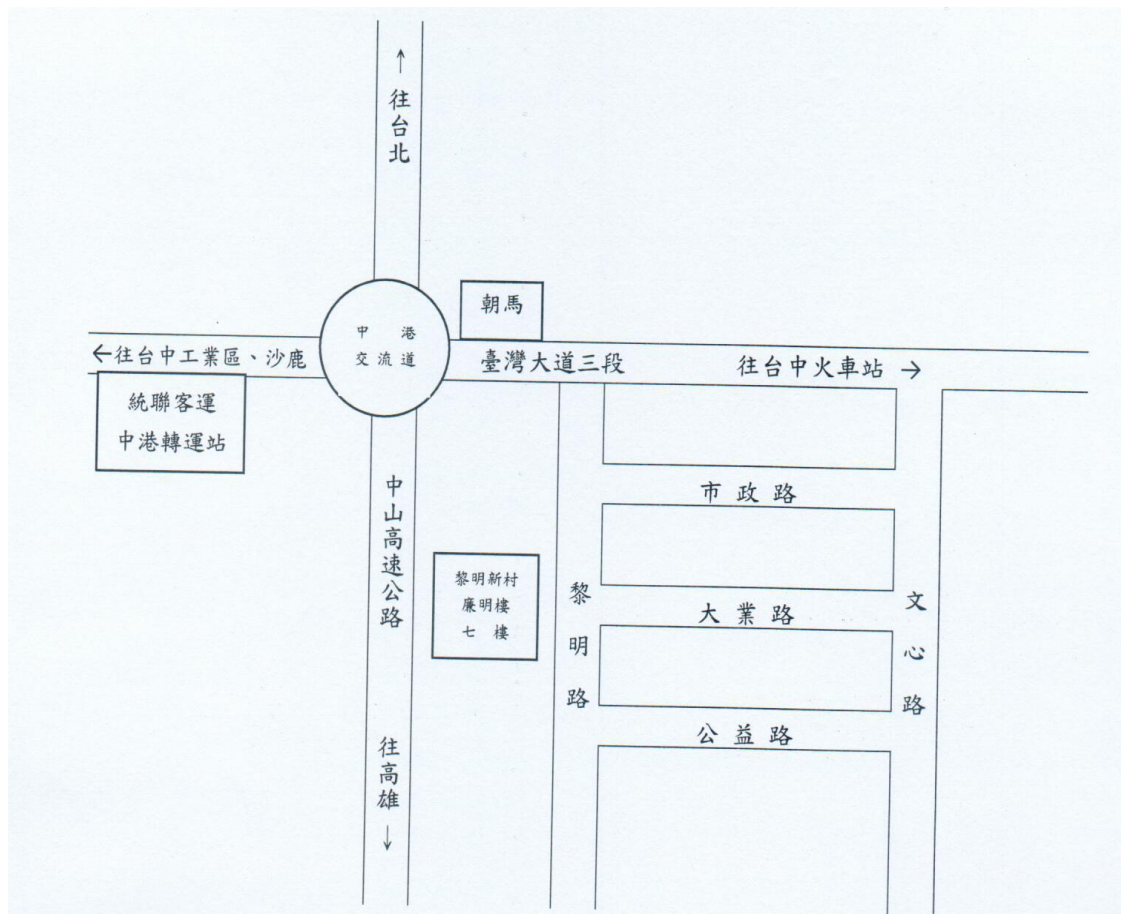 ↑往台北
朝馬
中 港
交流道
←往台中工業區、沙鹿
臺灣大道三段
往台中火車站 →
統聯客運
中港轉運站
中山高速公路
市政路
黎明新村
廉明樓
七 樓
黎明路
大業路
文心路
公益路
往高雄↓